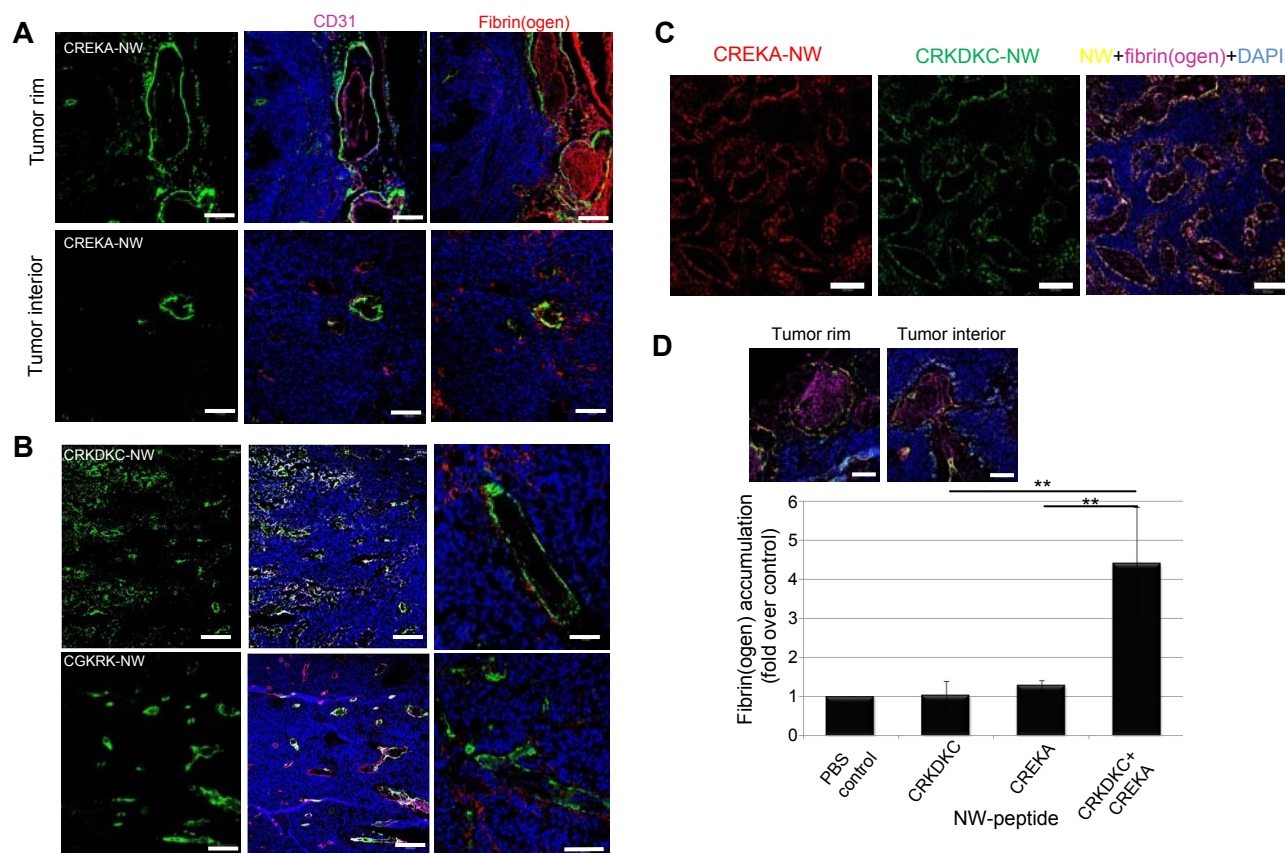 A
CD31
Fibrin(ogen)
CREKA-NW
Tumor rim
CREKA-NW
Tumor interior
B
CRKDKC-NW
CGKRK-NW
C
CREKA-NW
CRKDKC-NW
NW+fibrin(ogen)+DAPI
D
Tumor rim
Tumor interior
**
**
Fibrin(ogen) accumulation
(fold over control)
6
5
4
3
2
1
0
PBS
control
CRKDKC
CREKA
CRKDKC+
CREKA
NW-peptide